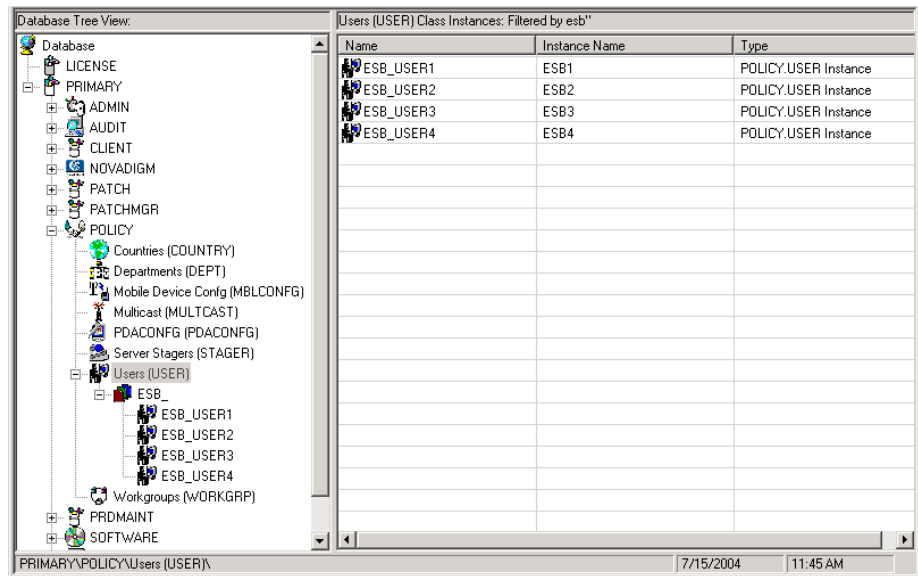 Database Tree View:
Database
LICENSE
PRIMARY
ADMIN
AUDIT
CLIENT
NOVADIGM
PATCH
PATCHMGR
POLICY
Countries (COUNTRY)
Departments (DEPT)
Mobile Device Confg (MBLCONFG)
Multicast (MULTCAST)
PDACONFG (PDACONFG)
Server Stagers (STAGER)
Users (USER)
ESB_
ESB_USER1
ESB_USER2
ESB_USER3
ESB_USER4
Workgroups (WORKGRP)
PRDMAINT
SOFTWARE
Users (USER) Class Instances: Filtered by esb"
Name Instance Name Type
ESB_USER1 ESB1 POLICY.USER Instance
ESB_USER2 ESB2 POLICY.USER Instance
ESB_USER3 ESB3 POLICY.USER Instance
ESB_USER4 ESB4 POLICY.USER Instance
PRIMARY\POLICY\Users (USER)\ 7/15/2004 11:45 AM